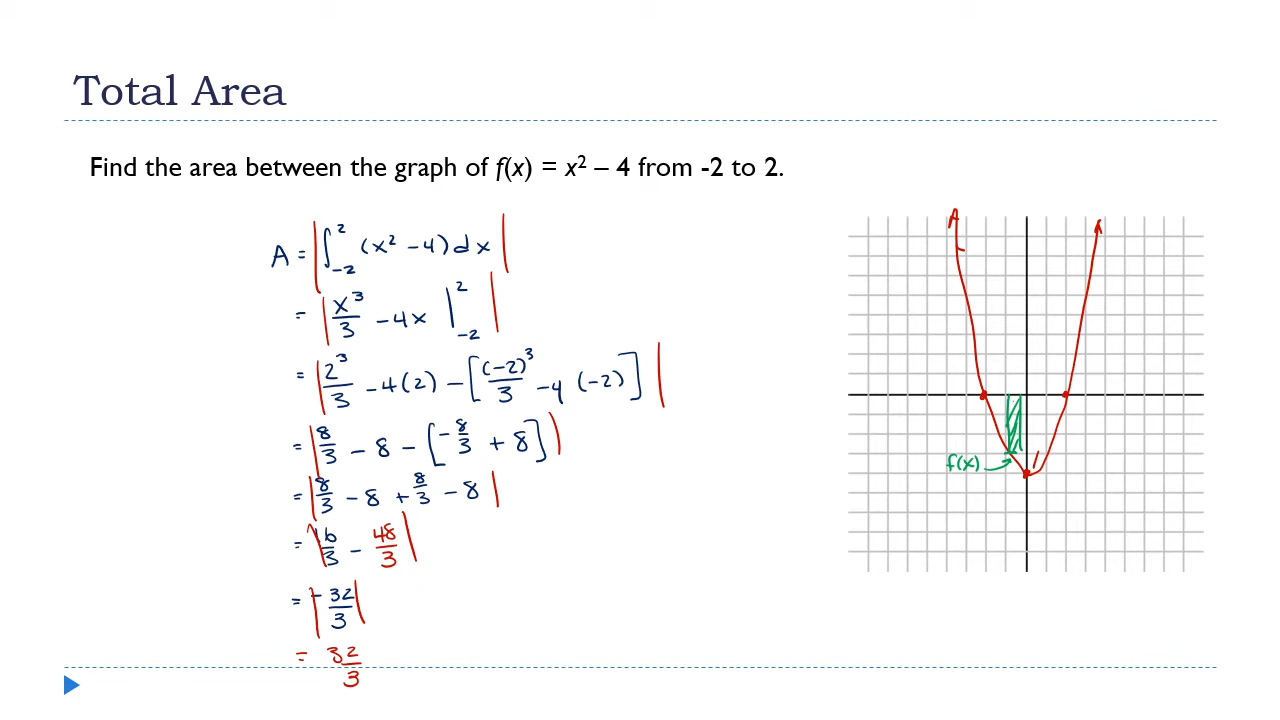 Total Area
Find the area between the graph of f(x) = x² – 4 from -2 to 2.
A = |∫₋₂² (x² - 4) dx|
= |x³/3 - 4x |₋₂²|
= |2³/3 - 4(2) - [(-2)³/3 - 4(-2)]|
= |8/3 - 8 - [-8/3 + 8]|
= |8/3 - 8 + 8/3 - 8|
= |16/3 - 48/3|
= |-32/3|
= 32/3
f(x)